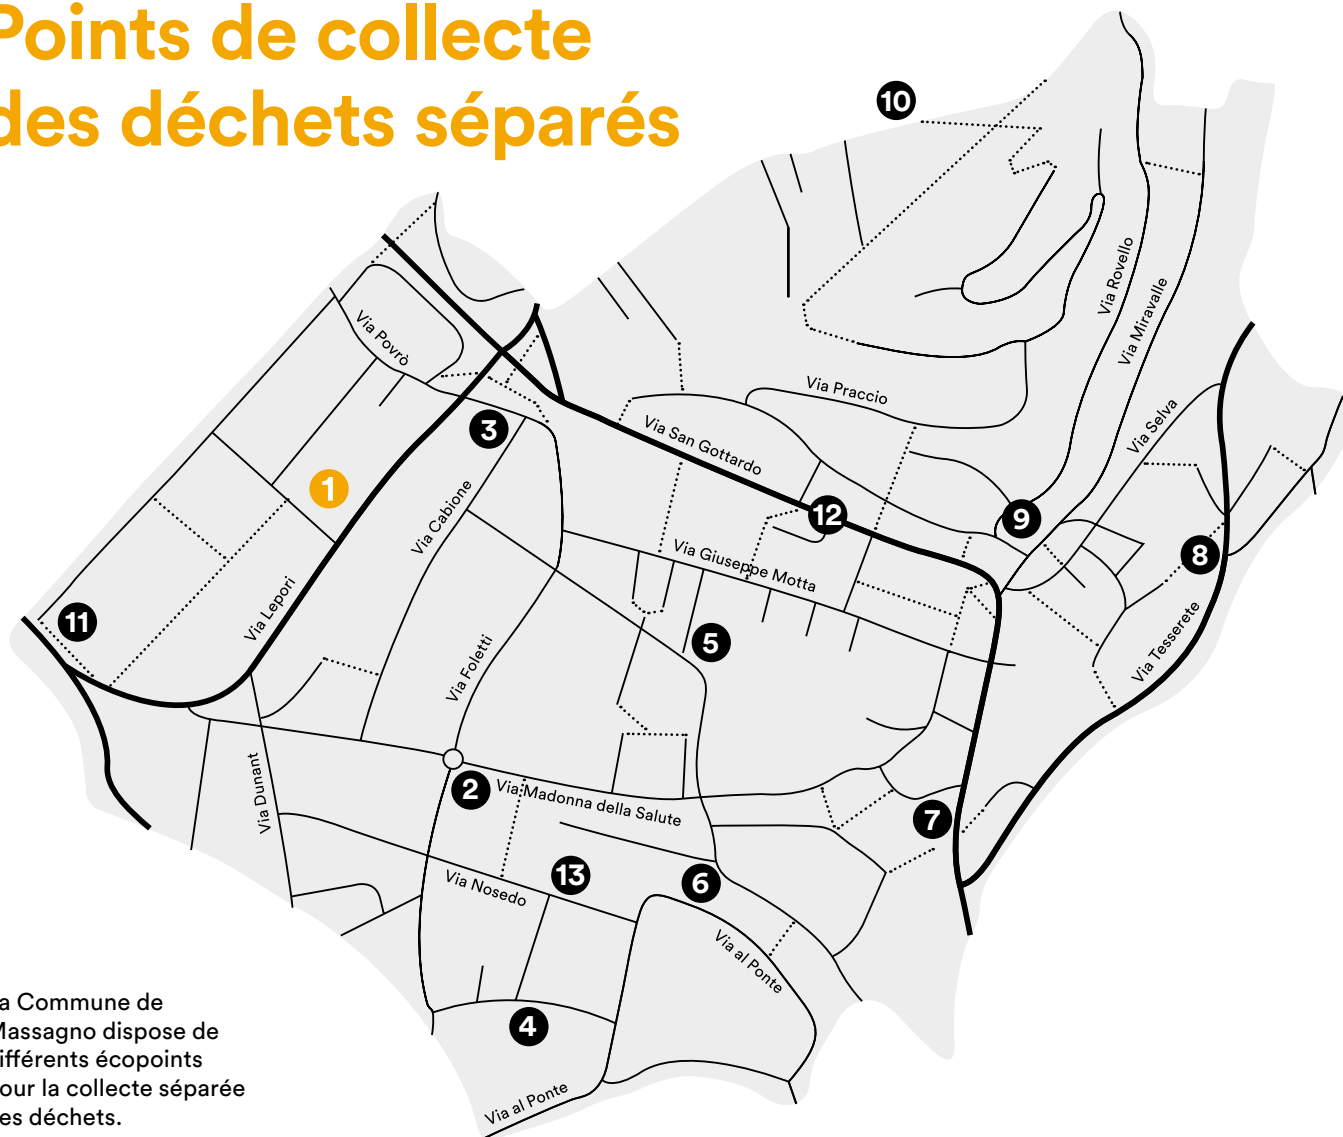 Points de collecte
des déchets séparés
10
Via Rovello
Via Miravalle
Via Povrò
Via Praccio
Via Selva
3
Via San Gottardo
1
Via Cabione
12
9
Via Giuseppe Motta
8
Via Lepori
11
5
Via Foletti
Via Tesserete
Via Dunant
2
Via Madonna della Salute
7
13
6
Via Nosedo
Via al Ponte
4
Via al Ponte
a Commune de
Massagno dispose de
ifférents écopoints
our la collecte séparée
es déchets.